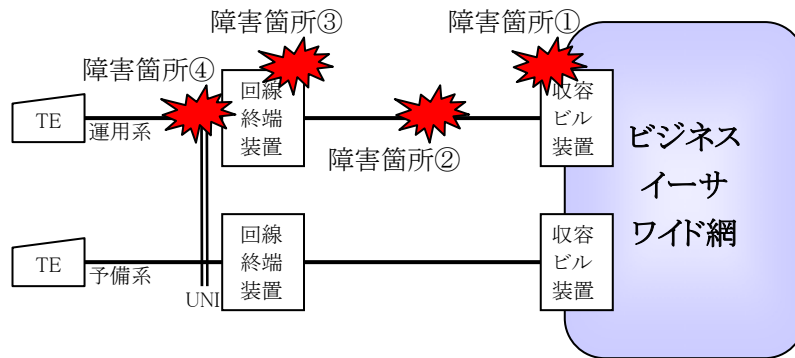 障害箇所③
障害箇所①
障害箇所④
TE
運用系
回線
終端
装置
障害箇所②
収容
ビル
装置
ビジネス
イーサ
ワイド網
TE
予備系
UNI
回線
終端
装置
収容
ビル
装置